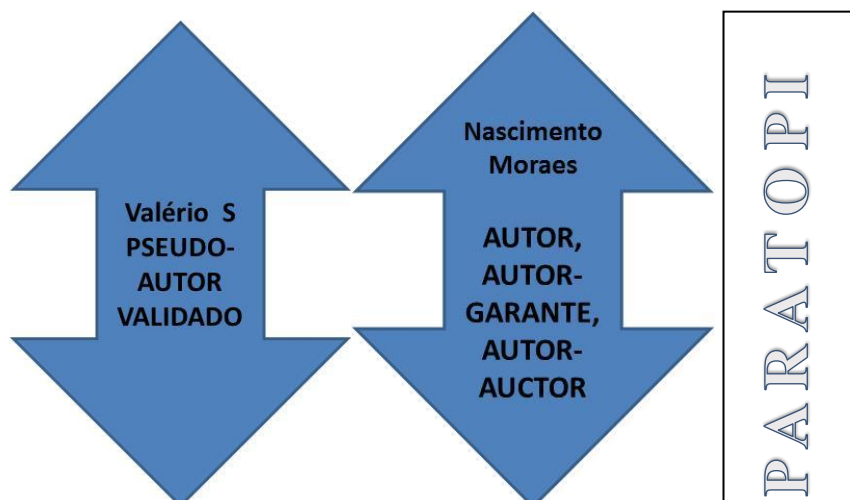 Valério S
PSEUDO-
AUTOR
VALIDADO
Nascimento
Moraes
AUTOR,
AUTOR-
GARANTE,
AUTOR-
AUCTOR
PARATOPI